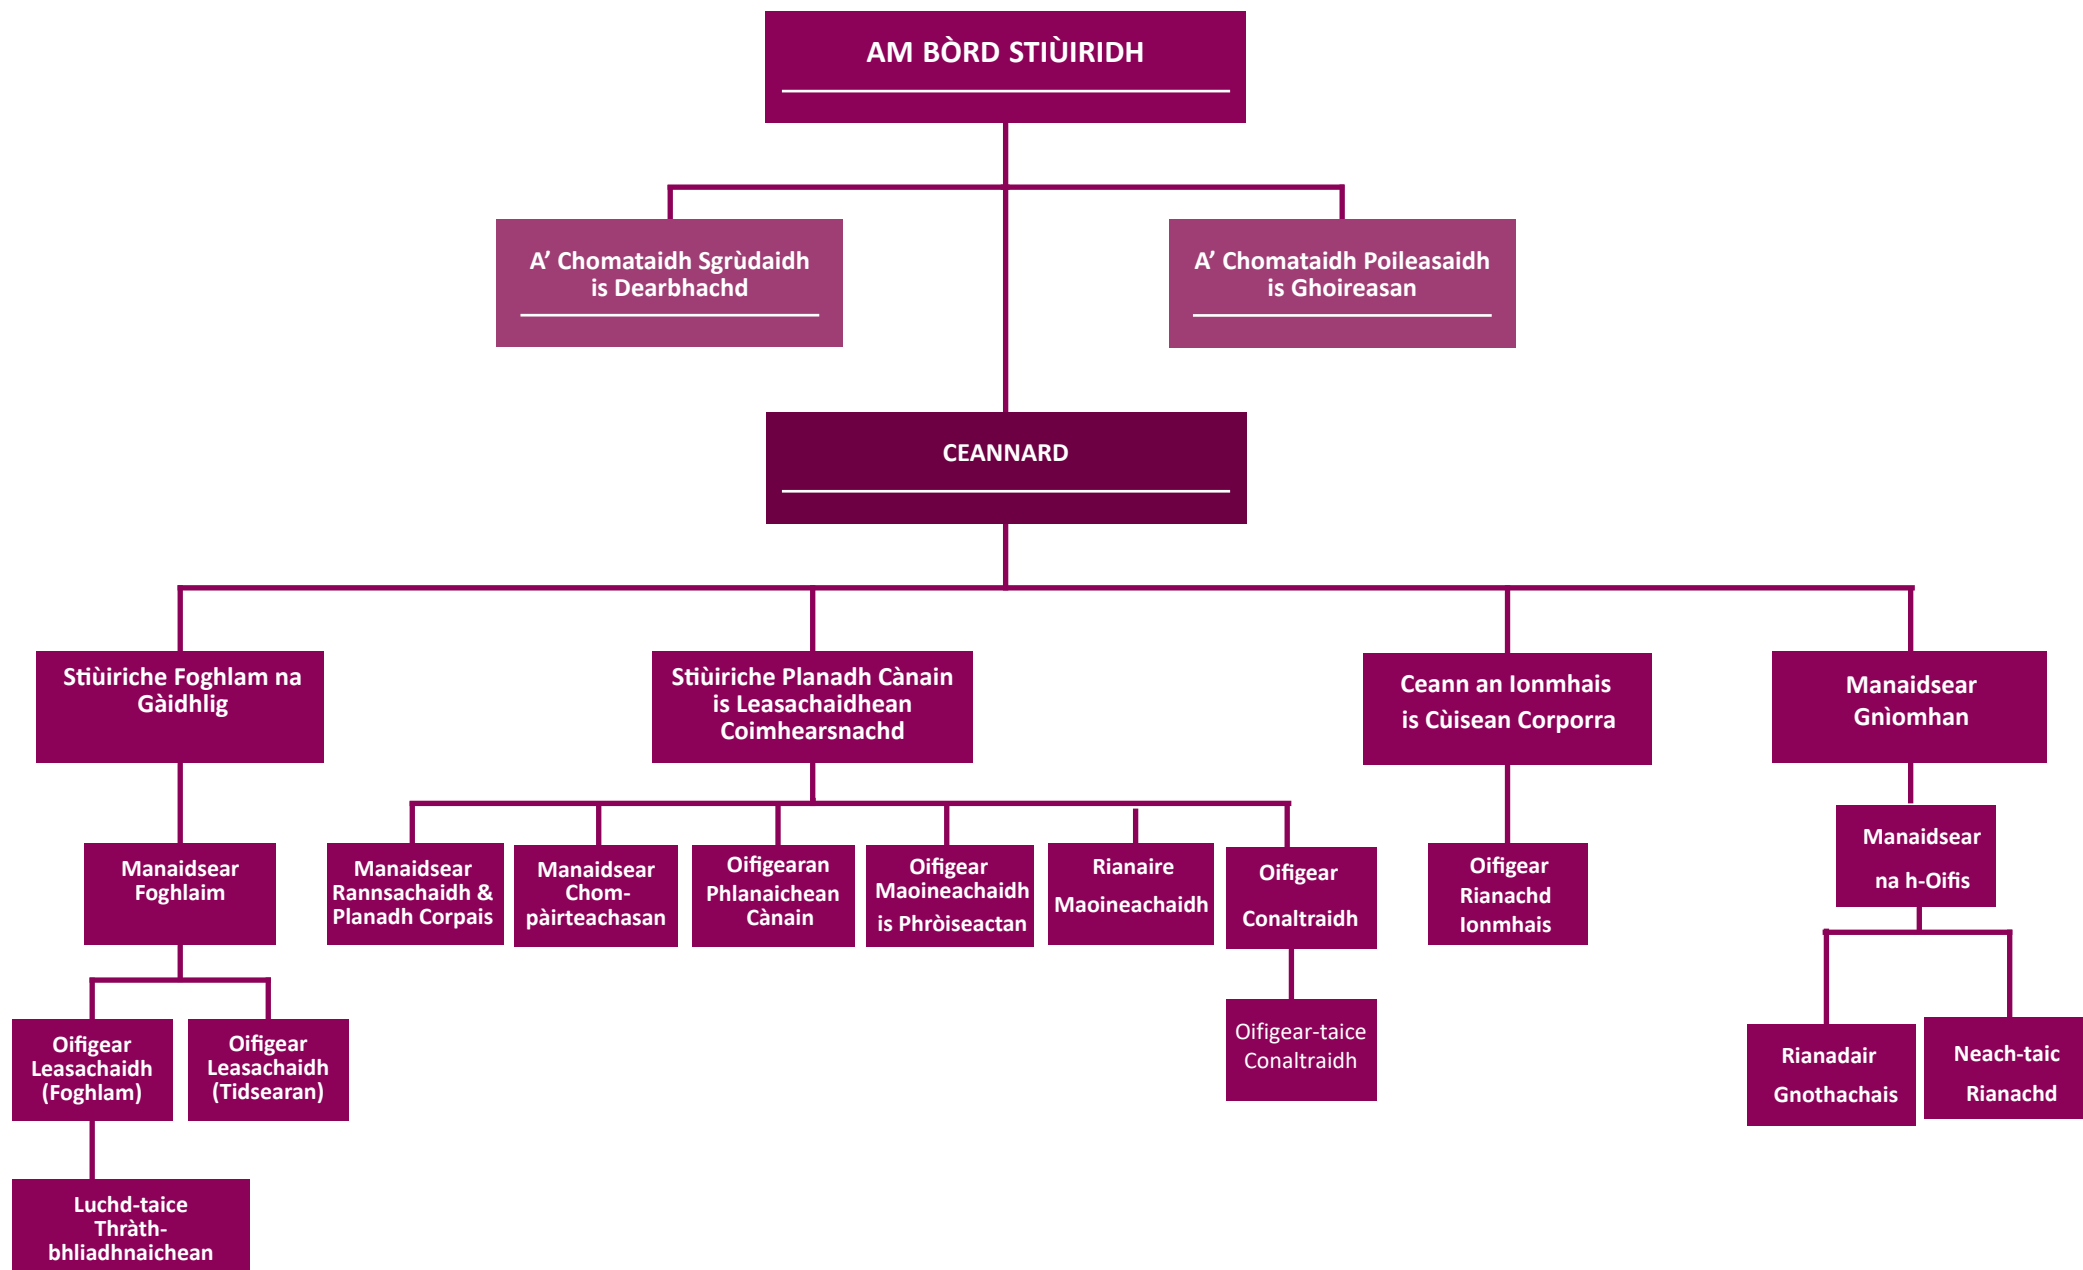 AM BÒRD STIÙIRIDH
A’ Chomataidh Sgrùdaidh
is Dearbhachd
A’ Chomataidh Poileasaidh
is Ghoireasan
CEANNARD
Stiùiriche Foghlam na
Gàidhlig
Stiùiriche Planadh Cànain
is Leasachaidhean
Coimhearsnachd
Ceann an Ionmhais
is Cùisean Corporra
Manaidsear
Gnìomhan
Manaidsear
Foghlaim
Manaidsear
Rannsachaidh &
Planadh Corpais
Manaidsear
Chom-
pàirteachasan
Oifigearan
Phlanaichean
Cànain
Oifigear
Maoineachaidh
is Phròiseactan
Rianaire
Maoineachaidh
Oifigear
Conaltraidh
Oifigear
Rianachd
Ionmhais
Manaidsear
na h-Oifis
Oifigear
Leasachaidh
(Foghlam)
Oifigear
Leasachaidh
(Tidsearan)
Oifigear-taice
Conaltraidh
Rianadair
Gnothachais
Neach-taic
Rianachd
Luchd-taice
Thràth-
bhliadhnaichean